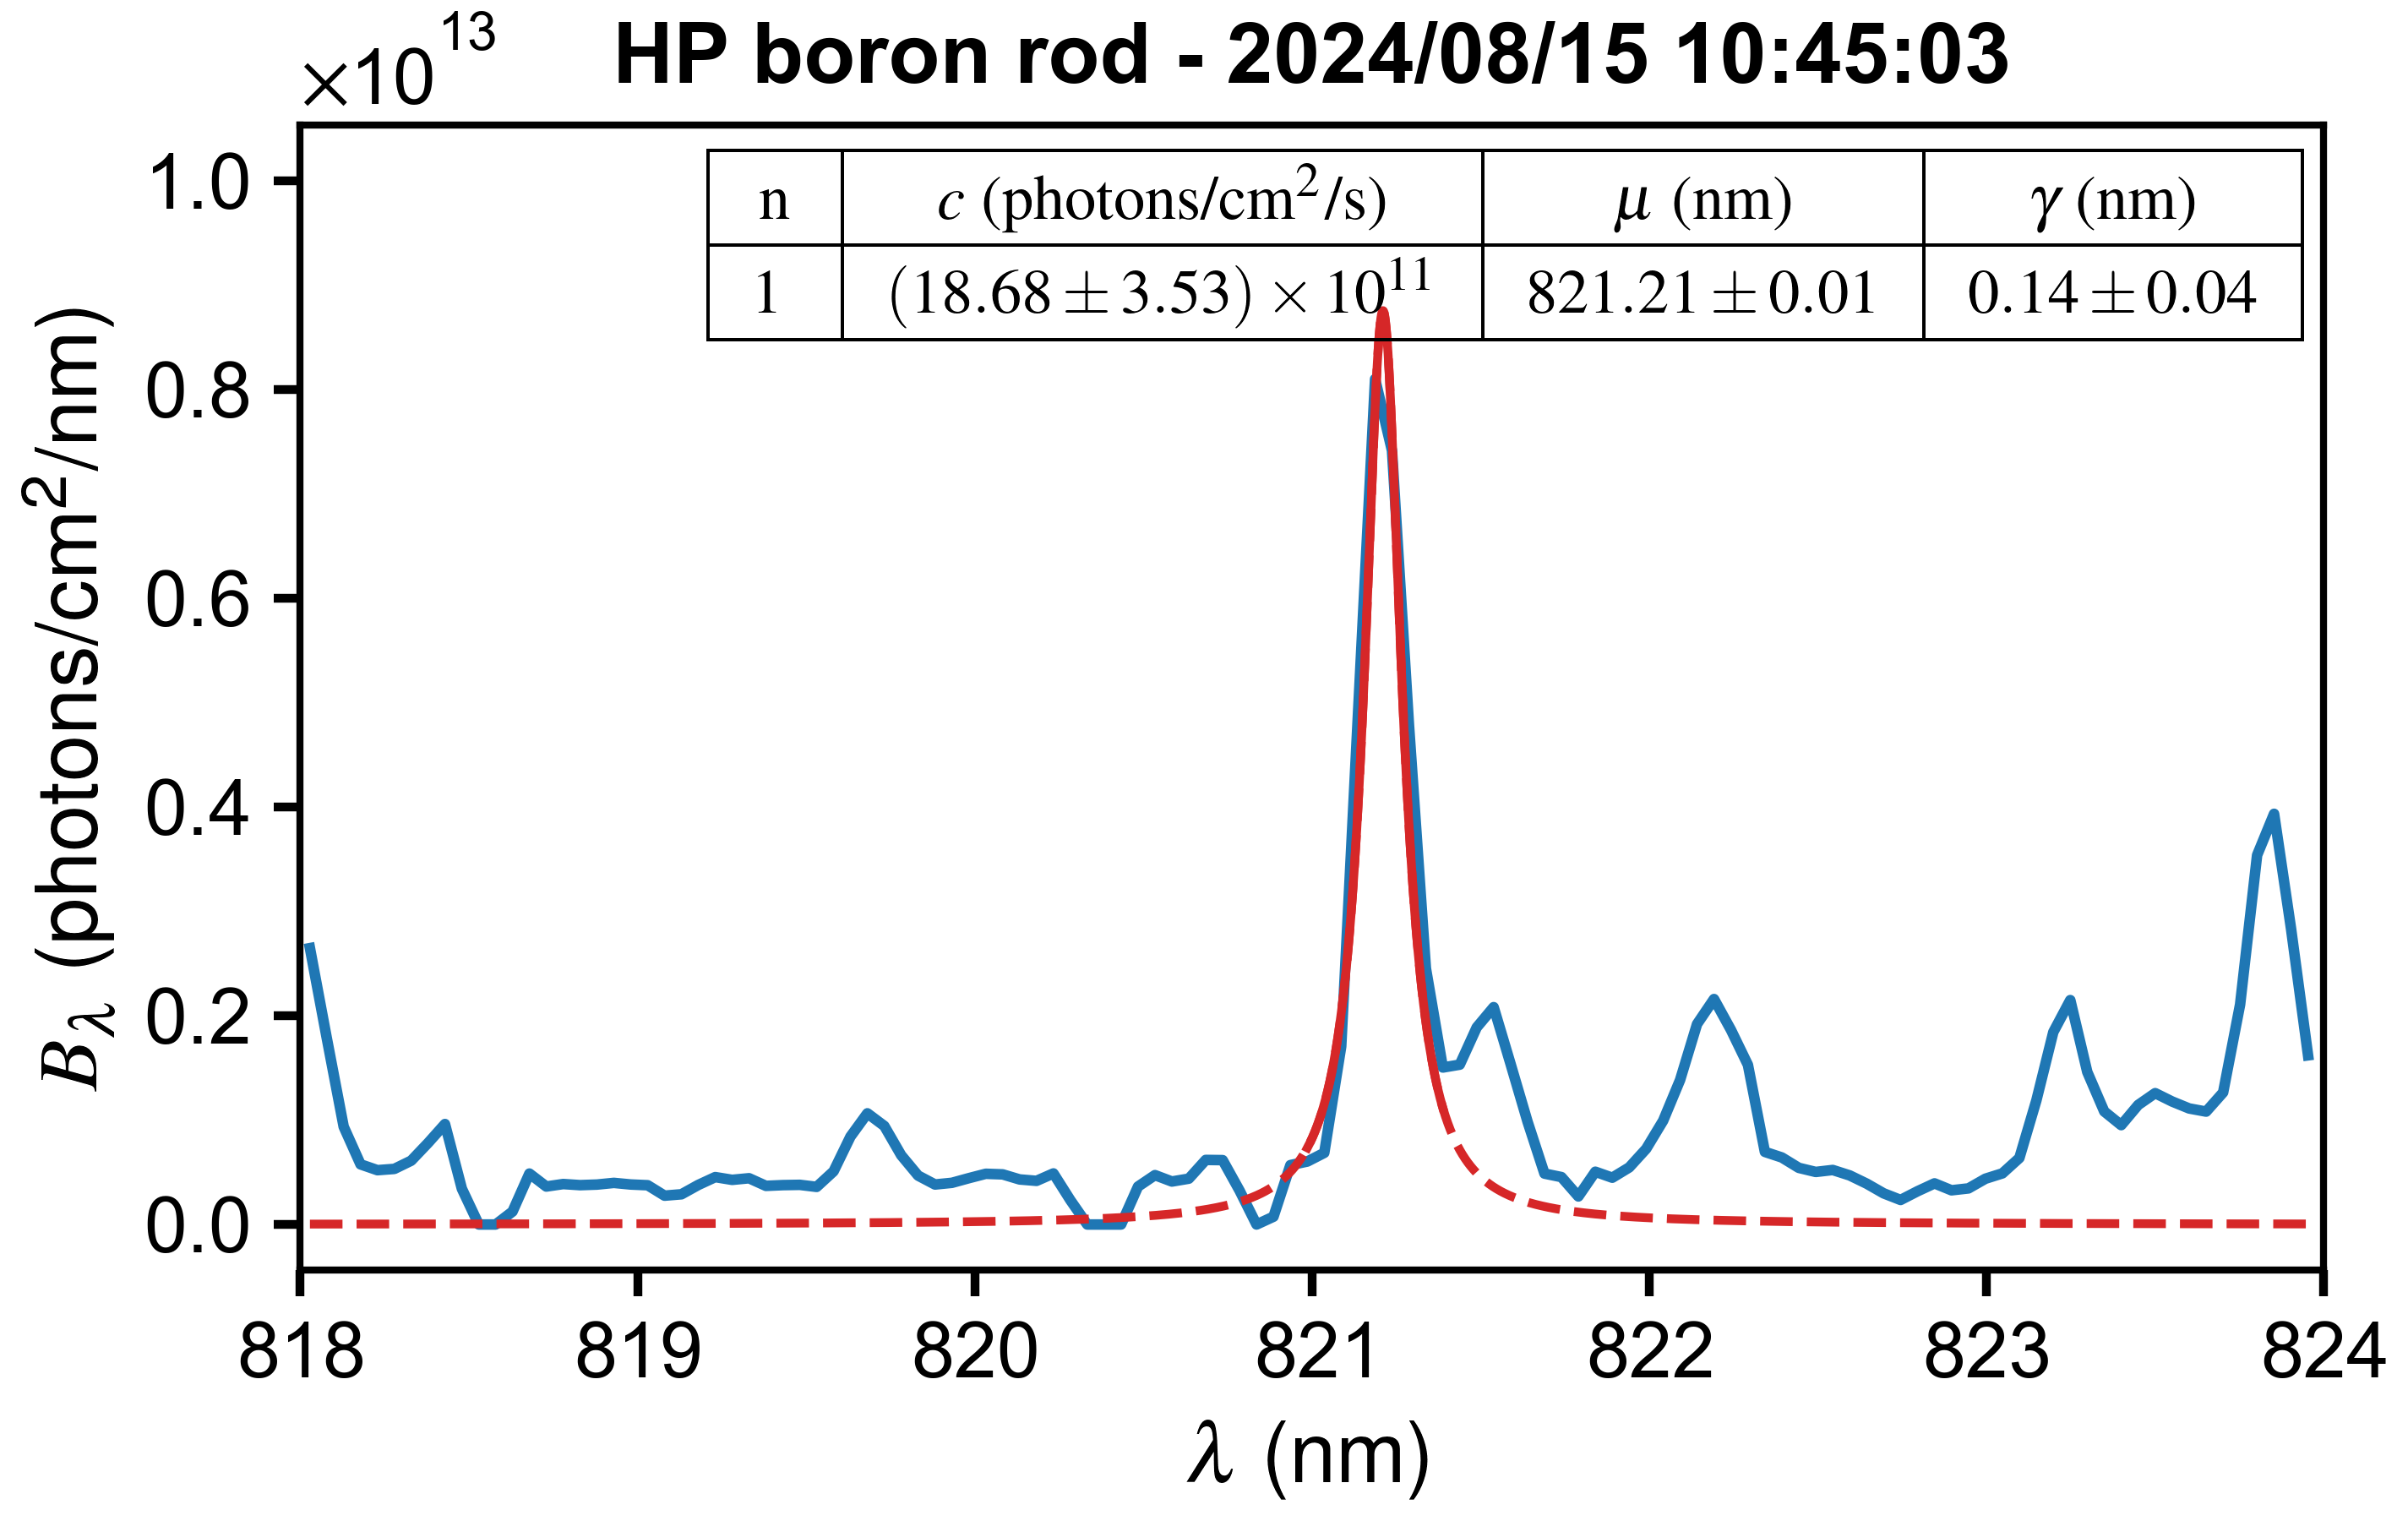 ×10¹³
HP boron rod - 2024/08/15 10:45:03
n c (photons/cm²/s) μ (nm) γ (nm)
1 (18.68 ± 3.53) × 10¹¹ 821.21 ± 0.01 0.14 ± 0.04
1.0
0.8
0.6
0.4
0.2
0.0
B_λ (photons/cm²/nm)
818 819 820 821 822 823 824
λ (nm)